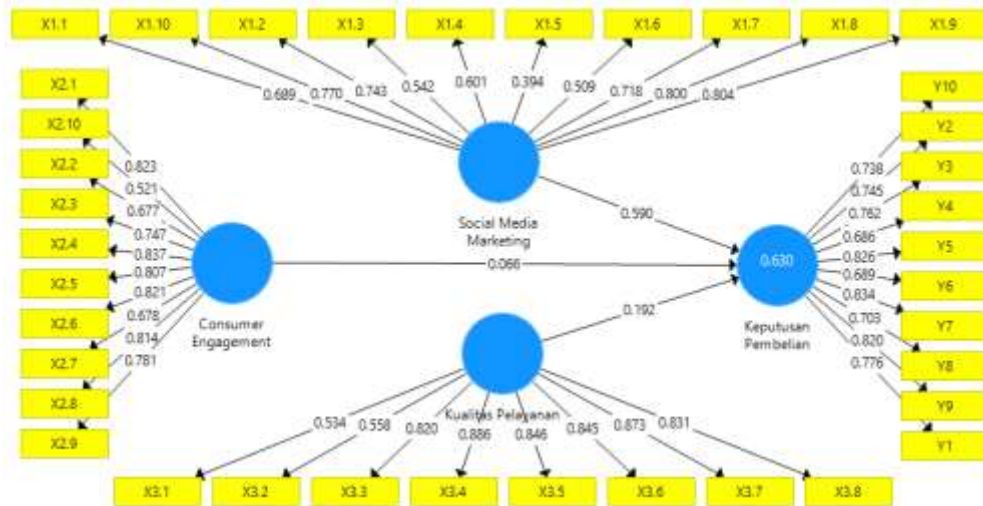 X1.1 X1.10 X1.2 X1.3 X1.4 X1.5 X1.6 X1.7 X1.8 X1.9
0.689 0.770 0.743 0.542 0.601 0.394 0.509 0.718 0.800 0.804
X2.1
X2.10
X2.2
X2.3
X2.4
X2.5
X2.6
X2.7
X2.8
X2.9
0.823
0.521
0.677
0.747
0.837
0.807
0.821
0.678
0.814
0.781
Consumer
Engagement
Social Media
Marketing
0.590
0.066
0.192
Kualitas Pelayanan
0.630
Keputusan
Pembelian
0.738
0.745
0.762
0.686
0.826
0.689
0.834
0.703
0.820
0.776
Y10
Y2
Y3
Y4
Y5
Y6
Y7
Y8
Y9
Y1
0.534 0.558 0.820 0.886 0.846 0.845 0.873 0.831
X3.1 X3.2 X3.3 X3.4 X3.5 X3.6 X3.7 X3.8